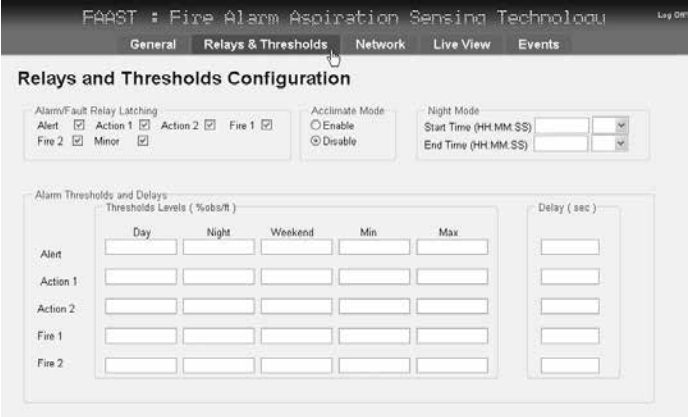 FAAST : Fire Alarm Aspiration Sensing Technology
Log Off
General Relays & Thresholds Network Live View Events
Relays and Thresholds Configuration
Alarm/Fault Relay Latching
Alert Action 1 Action 2 Fire 1
Fire 2 Minor
Acclimate Mode
Enable
Disable
Night Mode
Start Time (HH:MM:SS)
End Time (HH:MM:SS)
Alarm Thresholds and Delays
Thresholds Levels ( %obs/ft )
Delay ( sec )
Day Night Weekend Min Max
Alert
Action 1
Action 2
Fire 1
Fire 2